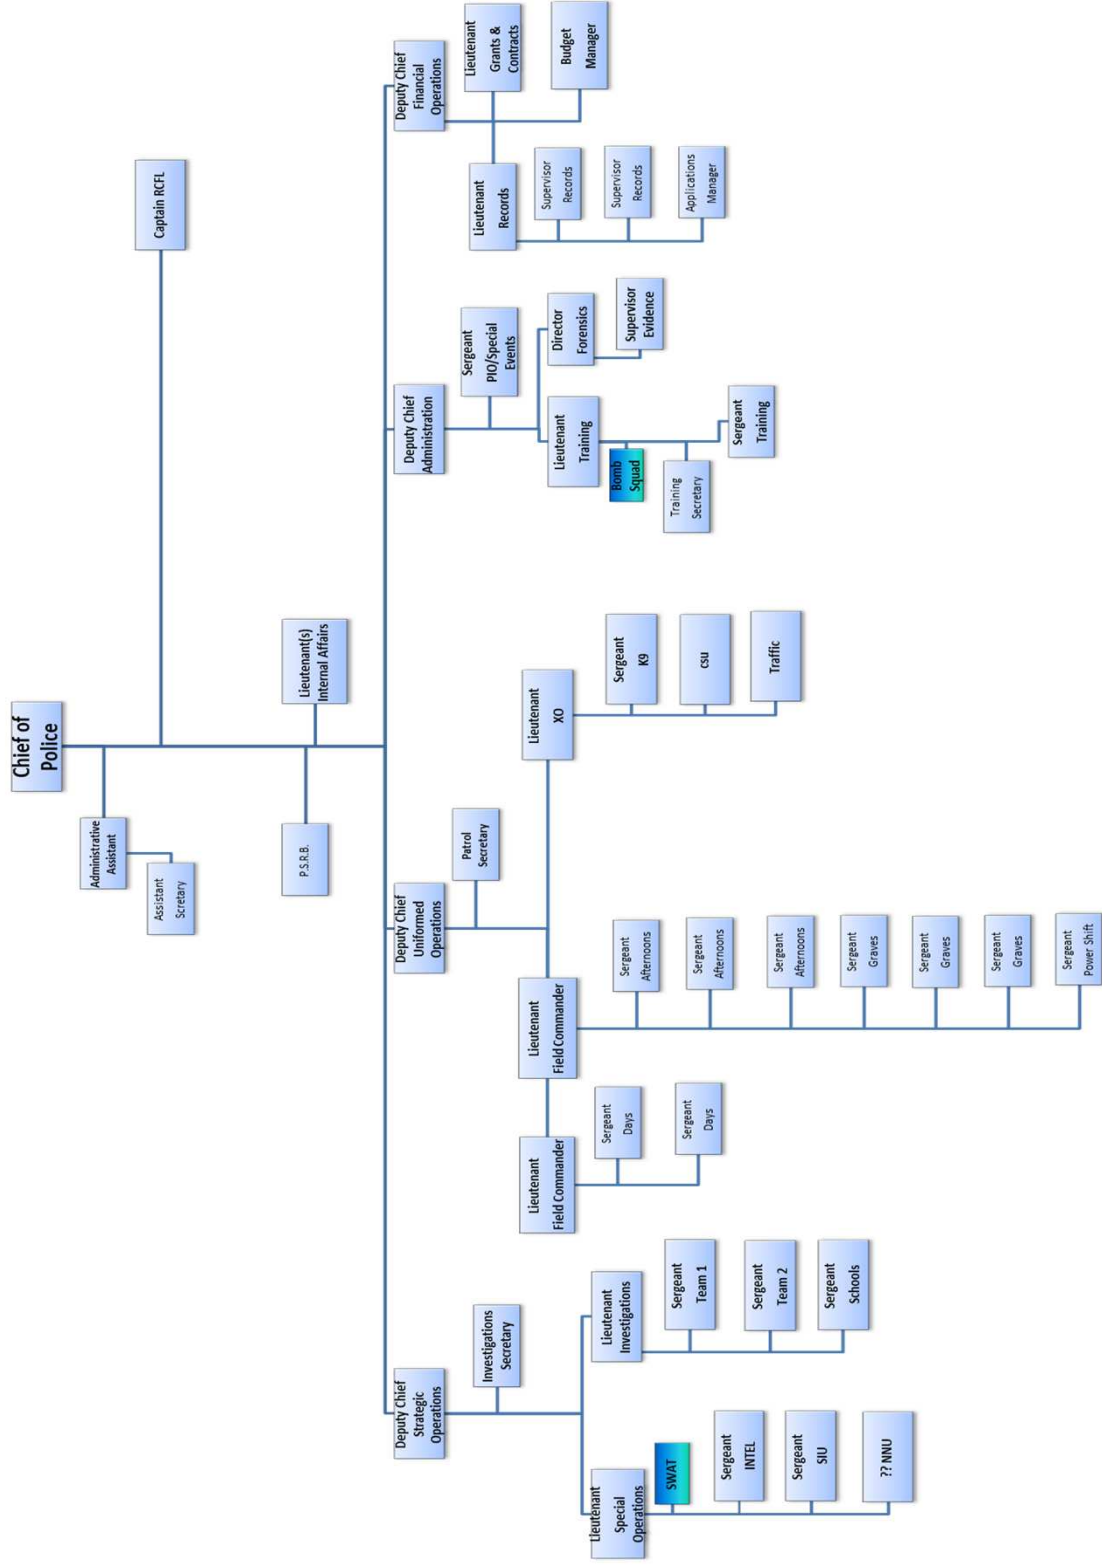 Chief of
Police
Administrative
Assistant
Assistant
Scretary
Captain RCFL
P.S.R.B.
Lieutenant(s)
Internal Affairs
Deputy Chief
Strategic
Operations
Investigations
Secretary
Lieutenant
Special
Operations
SWAT
Sergeant
INTEL
Sergeant
SIU
?? NNU
Lieutenant
Investigations
Sergeant
Team 1
Sergeant
Team 2
Sergeant
Schools
Deputy Chief
Uniformed
Operations
Patrol
Secretary
Lieutenant
Field Commander
Sergeant
Days
Sergeant
Days
Lieutenant
Field Commander
Sergeant
Afternoons
Sergeant
Afternoons
Sergeant
Afternoons
Sergeant
Graves
Sergeant
Graves
Sergeant
Graves
Sergeant
Power Shift
Lieutenant
XO
Sergeant
K9
csu
Traffic
Deputy Chief
Administration
Sergeant
PIO/Special
Events
Lieutenant
Training
Bomb
Squad
Training
Secretary
Sergeant
Training
Director
Forensics
Supervisor
Evidence
Deputy Chief
Financial
Operations
Lieutenant
Records
Supervisor
Records
Supervisor
Records
Applications
Manager
Lieutenant
Grants &
Contracts
Budget
Manager